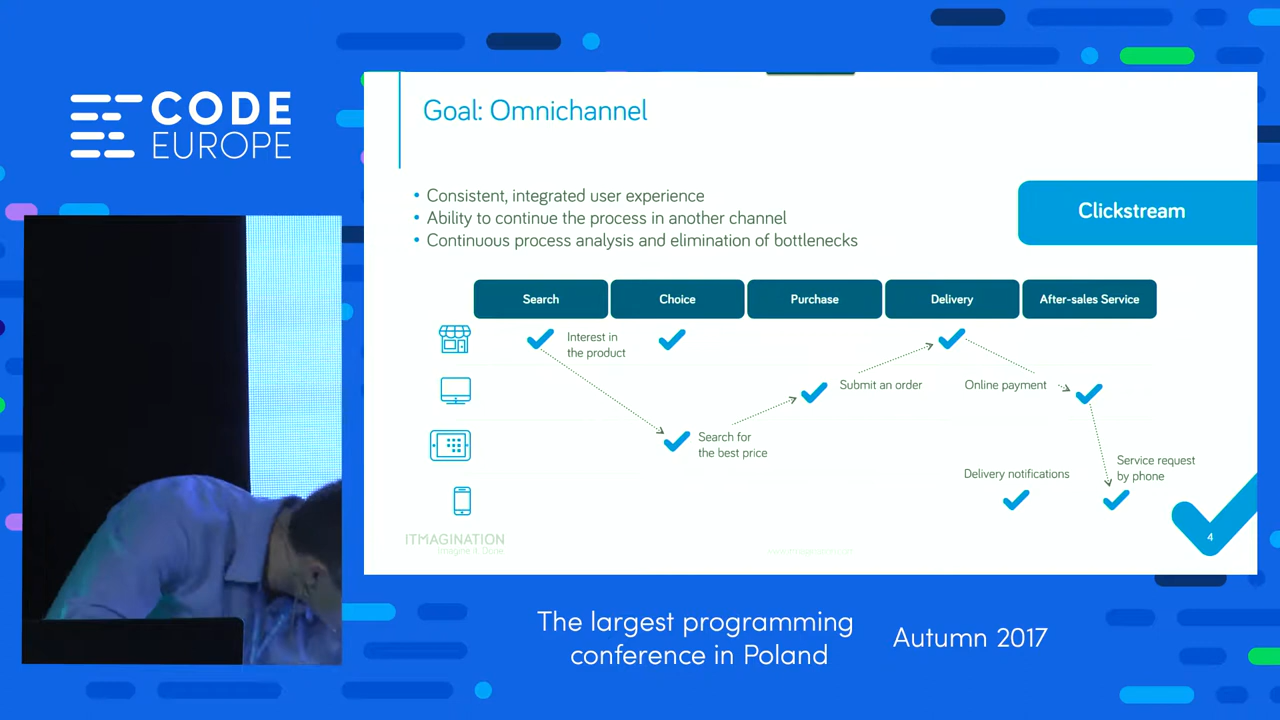 CODE
EUROPE
Goal: Omnichannel
• Consistent, integrated user experience
• Ability to continue the process in another channel
• Continuous process analysis and elimination of bottlenecks
Clickstream
Search
Choice
Purchase
Delivery
After-sales Service
Interest in
the product
Submit an order
Online payment
Search for
the best price
Delivery notifications
Service request
by phone
ITMAGINATION
Imagine it. Done.
4
The largest programming
conference in Poland
Autumn 2017